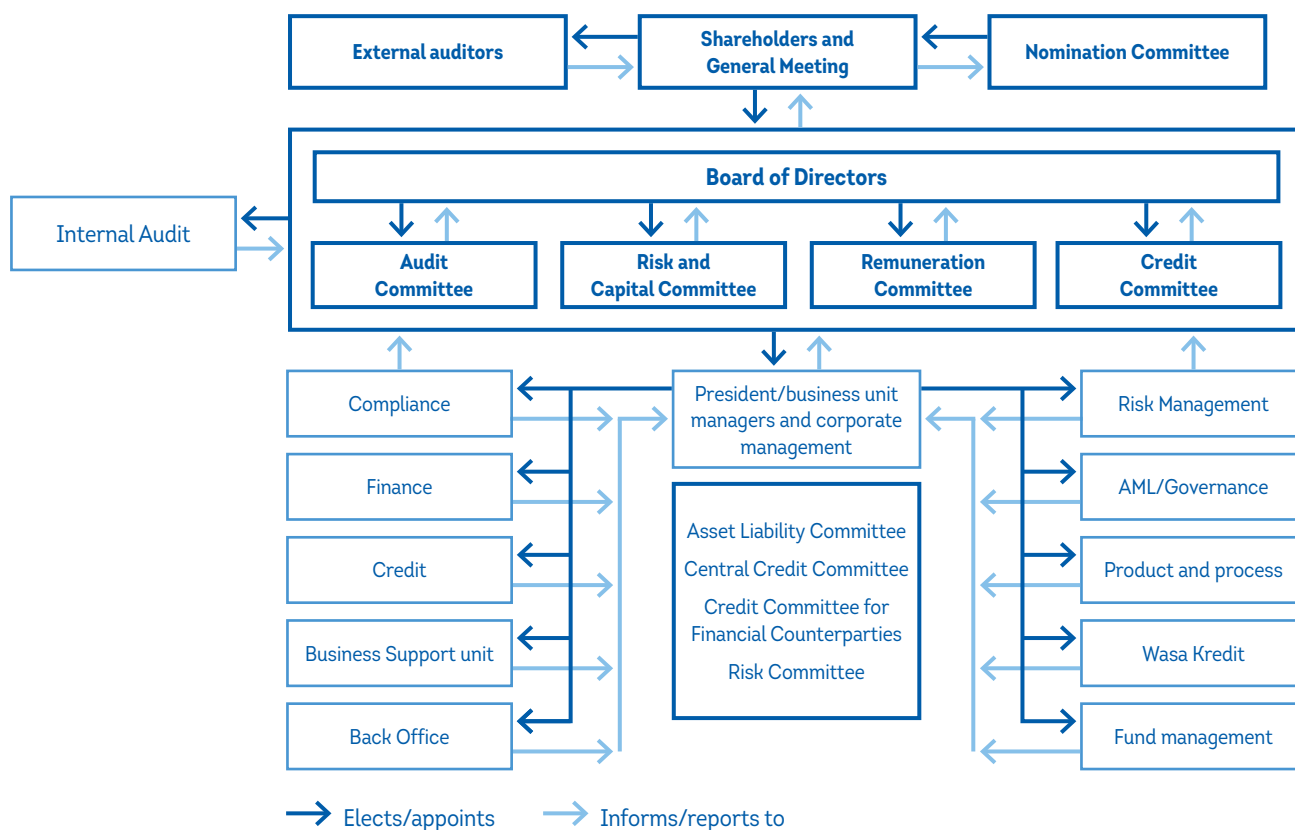 External auditors
Shareholders and
General Meeting
Nomination Committee
Board of Directors
Internal Audit
Audit
Committee
Risk and
Capital Committee
Remuneration
Committee
Credit
Committee
Compliance
President/business unit
managers and corporate
management
Risk Management
Finance
AML/Governance
Asset Liability Committee
Central Credit Committee
Credit Committee for
Financial Counterparties
Risk Committee
Credit
Product and process
Business Support unit
Wasa Kredit
Back Office
Fund management
Elects/appoints
Informs/reports to